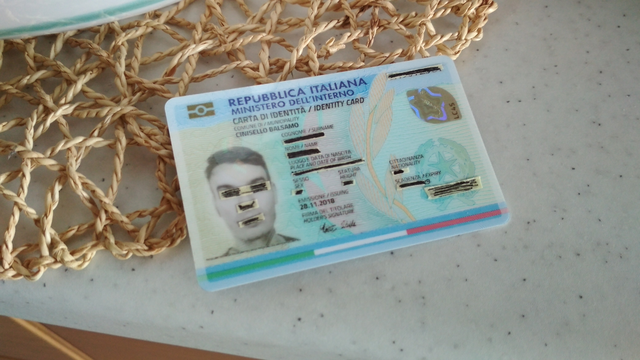 REPUBBLICA ITALIANA
MINISTERO DELL'INTERNO
CARTA DI IDENTITÀ / IDENTITY CARD
COMUNE DI / MUNICIPALITY
CINISELLO BALSAMO
COGNOME / SURNAME
NOME / NAME
LUOGO E DATA DI NASCITA
PLACE AND DATE OF BIRTH
SESSO STATURA CITTADINANZA
SEX HEIGHT NATIONALITY
EMISSIONE / ISSUING SCADENZA / EXPIRY
28.11.2018
FIRMA DEL TITOLARE
HOLDER'S SIGNATURE